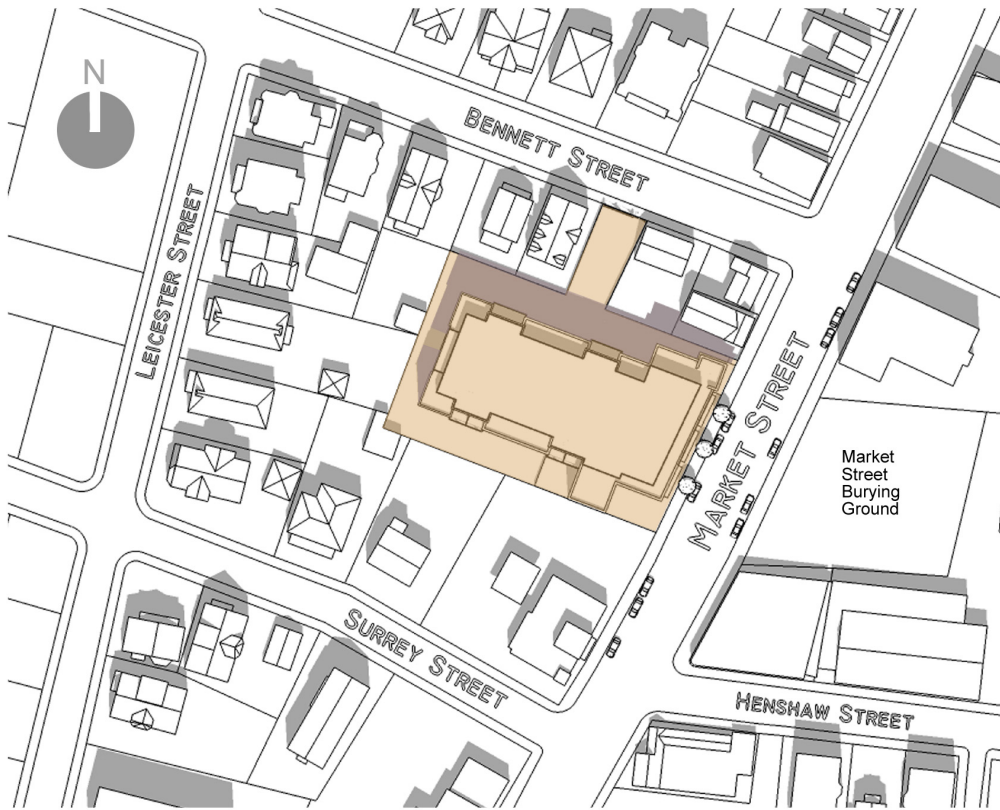 N
BENNETT STREET
LEICESTER STREET
MARKET STREET
Market
Street
Burying
Ground
SURREY STREET
HENSHAW STREET